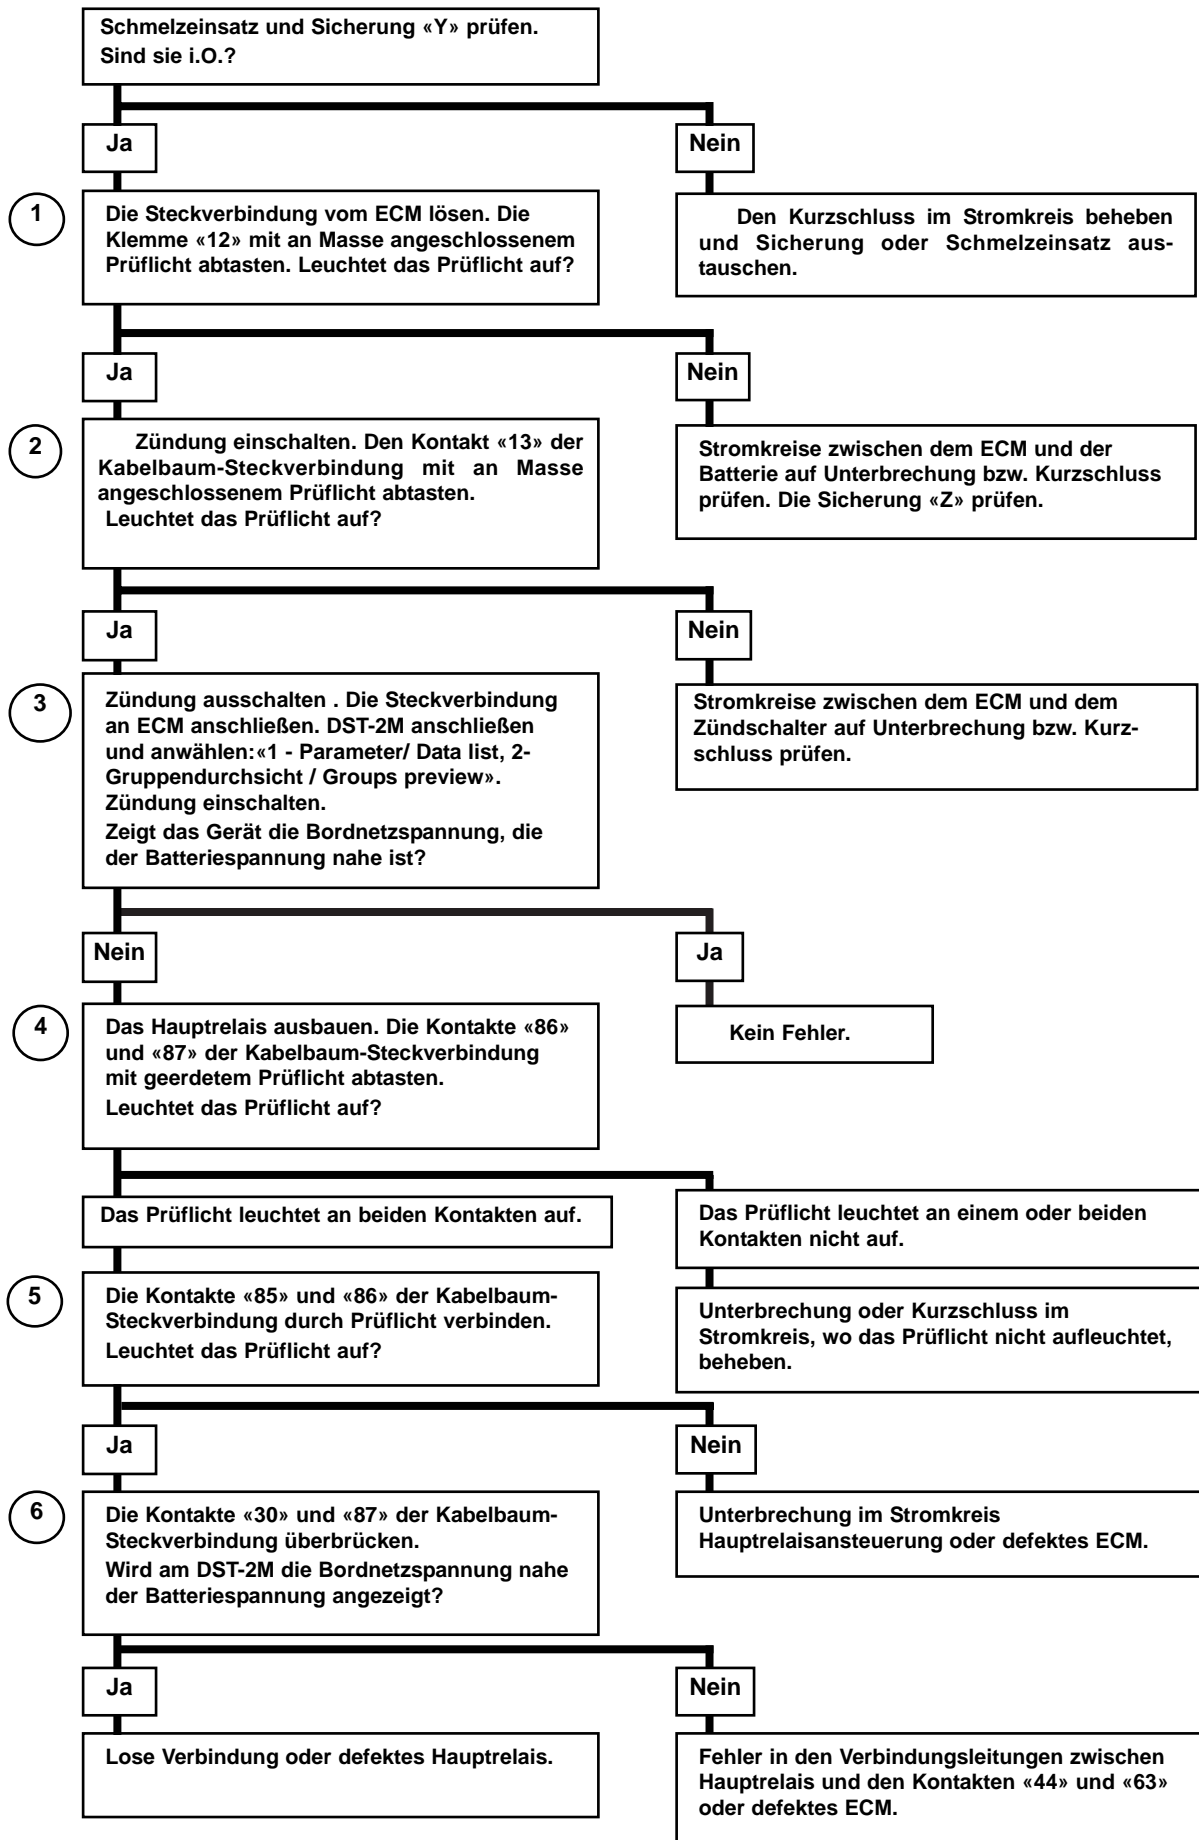 Schmelzeinsatz und Sicherung «Y» prüfen.
Sind sie i.O.?
Ja
Nein
1
Die Steckverbindung vom ECM lösen. Die
Klemme «12» mit an Masse angeschlossenem
Prüflicht abtasten. Leuchtet das Prüflicht auf?
Den Kurzschluss im Stromkreis beheben
und Sicherung oder Schmelzeinsatz aus-
tauschen.
Ja
Nein
2
Zündung einschalten. Den Kontakt «13» der
Kabelbaum-Steckverbindung mit an Masse
angeschlossenem Prüflicht abtasten.
Leuchtet das Prüflicht auf?
Stromkreise zwischen dem ECM und der
Batterie auf Unterbrechung bzw. Kurzschluss
prüfen. Die Sicherung «Z» prüfen.
Ja
Nein
3
Zündung ausschalten . Die Steckverbindung
an ECM anschließen. DST-2M anschließen
und anwählen:«1 - Parameter/ Data list, 2-
Gruppendurchsicht / Groups preview».
Zündung einschalten.
Zeigt das Gerät die Bordnetzspannung, die
der Batteriespannung nahe ist?
Stromkreise zwischen dem ECM und dem
Zündschalter auf Unterbrechung bzw. Kurz-
schluss prüfen.
Nein
Ja
4
Das Hauptrelais ausbauen. Die Kontakte «86»
und «87» der Kabelbaum-Steckverbindung
mit geerdetem Prüflicht abtasten.
Leuchtet das Prüflicht auf?
Kein Fehler.
Das Prüflicht leuchtet an beiden Kontakten auf.
Das Prüflicht leuchtet an einem oder beiden
Kontakten nicht auf.
5
Die Kontakte «85» und «86» der Kabelbaum-
Steckverbindung durch Prüflicht verbinden.
Leuchtet das Prüflicht auf?
Unterbrechung oder Kurzschluss im
Stromkreis, wo das Prüflicht nicht aufleuchtet,
beheben.
Ja
Nein
6
Die Kontakte «30» und «87» der Kabelbaum-
Steckverbindung überbrücken.
Wird am DST-2M die Bordnetzspannung nahe
der Batteriespannung angezeigt?
Unterbrechung im Stromkreis
Hauptrelaisansteuerung oder defektes ECM.
Ja
Nein
Lose Verbindung oder defektes Hauptrelais.
Fehler in den Verbindungsleitungen zwischen
Hauptrelais und den Kontakten «44» und «63»
oder defektes ECM.